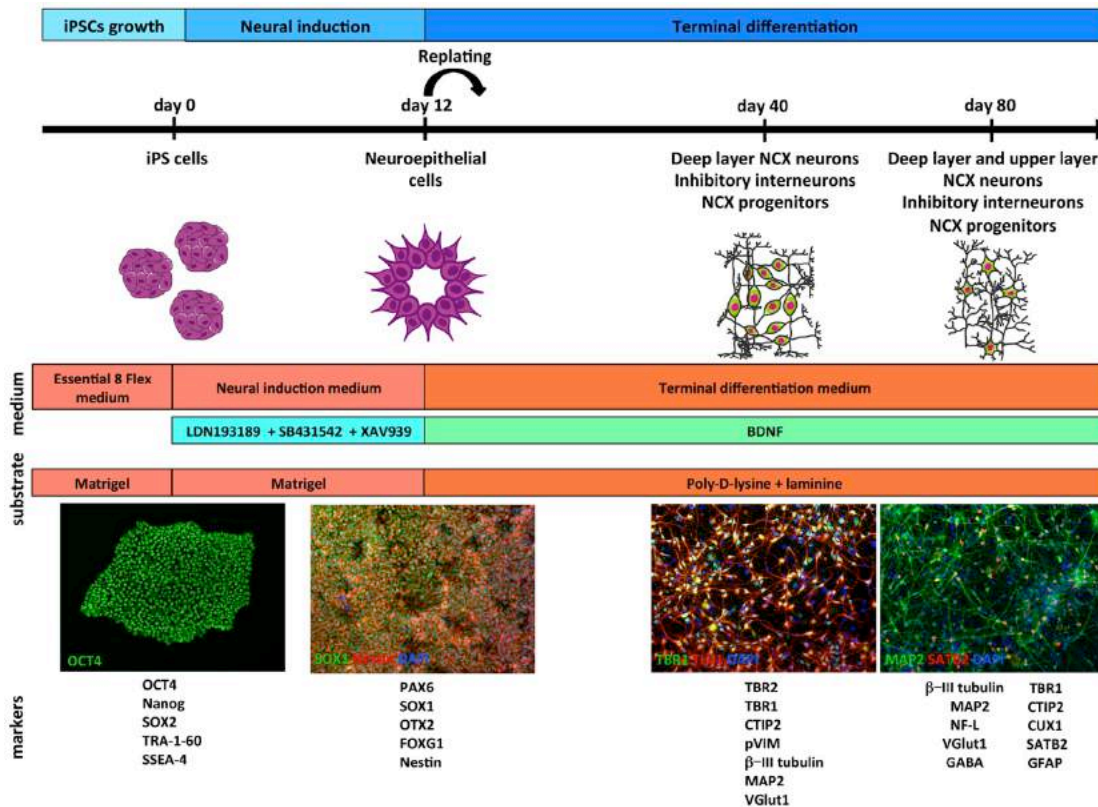 iPSCs growth
Neural induction
Terminal differentiation
Replating
day 0
day 12
day 40
day 80
iPS cells
Neuroepithelial
cells
Deep layer NCX neurons
Inhibitory interneurons
NCX progenitors
Deep layer and upper layer
NCX neurons
Inhibitory interneurons
NCX progenitors
medium
Essential 8 Flex
medium
Neural induction medium
Terminal differentiation medium
LDN193189 + SB431542 + XAV939
BDNF
substrate
Matrigel
Matrigel
Poly-D-lysine + laminine
OCT4
SOX1 DAPI
TBR1 DAPI
MAP2 SATB2 DAPI
markers
OCT4
Nanog
SOX2
TRA-1-60
SSEA-4
PAX6
SOX1
OTX2
FOXG1
Nestin
TBR2
TBR1
CTIP2
pVIM
β-III tubulin
MAP2
VGlut1
β-III tubulin
MAP2
NF-L
VGlut1
GABA
TBR1
CTIP2
CUX1
SATB2
GFAP